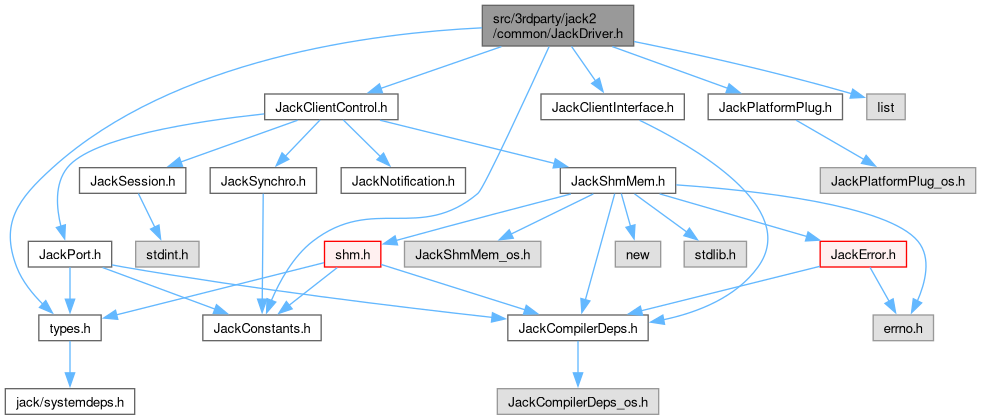 src/3rdparty/jack2
/common/JackDriver.h
JackClientControl.h
JackClientInterface.h
JackPlatformPlug.h
list
JackSession.h
JackSynchro.h
JackNotification.h
JackShmMem.h
JackPlatformPlug_os.h
JackPort.h
stdint.h
shm.h
JackShmMem_os.h
new
stdlib.h
JackError.h
types.h
JackConstants.h
JackCompilerDeps.h
errno.h
jack/systemdeps.h
JackCompilerDeps_os.h